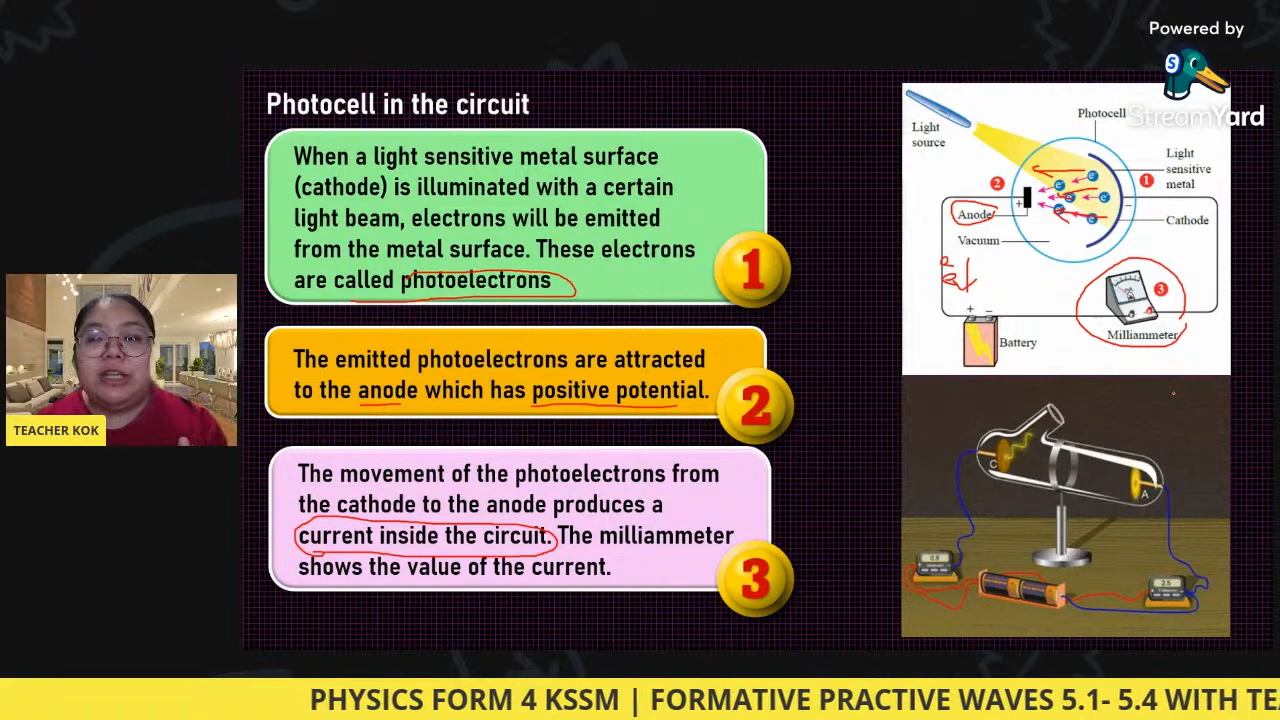 Powered by
StreamYard
Photocell in the circuit
When a light sensitive metal surface
(cathode) is illuminated with a certain
light beam, electrons will be emitted
from the metal surface. These electrons
are called photoelectrons
1
The emitted photoelectrons are attracted
to the anode which has positive potential.
2
The movement of the photoelectrons from
the cathode to the anode produces a
current inside the circuit. The milliammeter
shows the value of the current.
3
Light
source
Photocell
Light
sensitive
metal
1
2
Anode
+
−
Cathode
Vacuum
e⁻
e⁻
e⁻
e⁻
e⁻
e⁻
3
Milliammeter
+ −
Battery
C
A
0.8
2.5
TEACHER KOK
PHYSICS FORM 4 KSSM | FORMATIVE PRACTIVE WAVES 5.1- 5.4 WITH TE